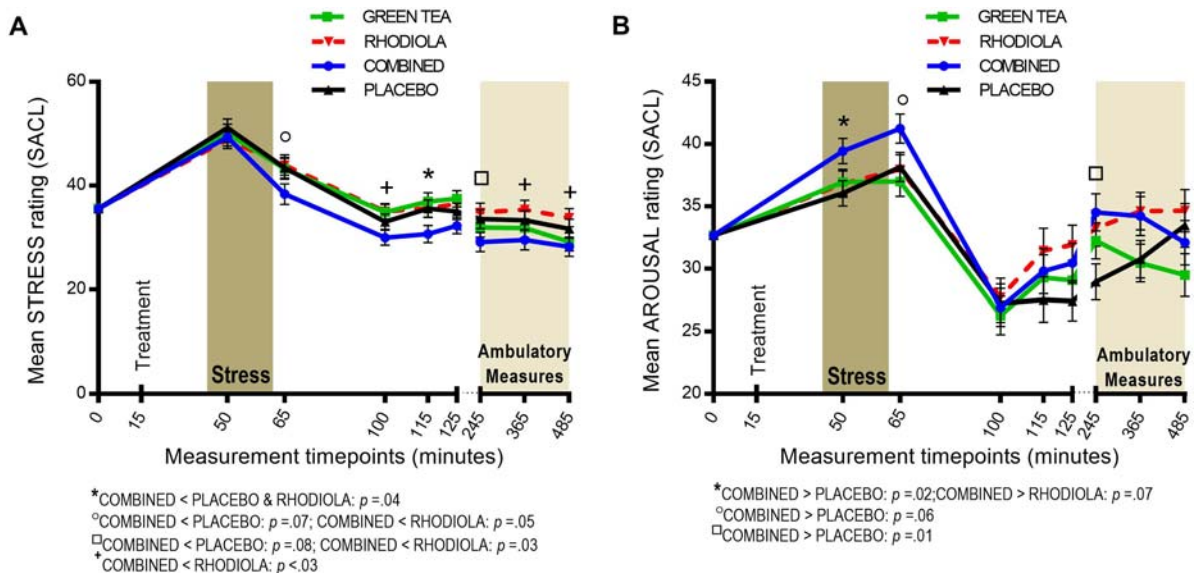 A
GREEN TEA
RHODIOLA
COMBINED
PLACEBO
Mean STRESS rating (SACL)
60
40
20
0
Treatment
Stress
Ambulatory
Measures
○
+
*
□
+
+
0 15 50 65 100 115 125 245 365 485
Measurement timepoints (minutes)
*COMBINED < PLACEBO & RHODIOLA: p =.04
○COMBINED < PLACEBO: p =.07; COMBINED < RHODIOLA: p =.05
□COMBINED < PLACEBO: p =.08; COMBINED < RHODIOLA: p =.03
+COMBINED < RHODIOLA: p <.03
B
GREEN TEA
RHODIOLA
COMBINED
PLACEBO
Mean AROUSAL rating (SACL)
45
40
35
30
25
20
Treatment
Stress
Ambulatory
Measures
*
○
□
0 15 50 65 100 115 125 245 365 485
Measurement timepoints (minutes)
*COMBINED > PLACEBO: p =.02;COMBINED > RHODIOLA: p =.07
○COMBINED > PLACEBO: p =.06
□COMBINED > PLACEBO: p =.01